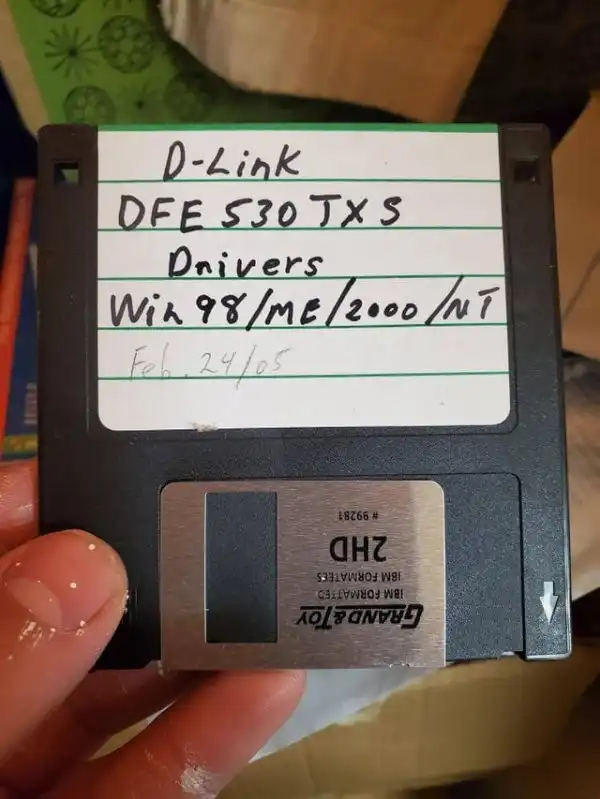 D-Link
DFE 530 TXS
Drivers
Win 98/ME/2000/NT
Feb. 24/05
GRAND&TOY
IBM FORMATTED
IBM FORMATEES
2HD
# 99281